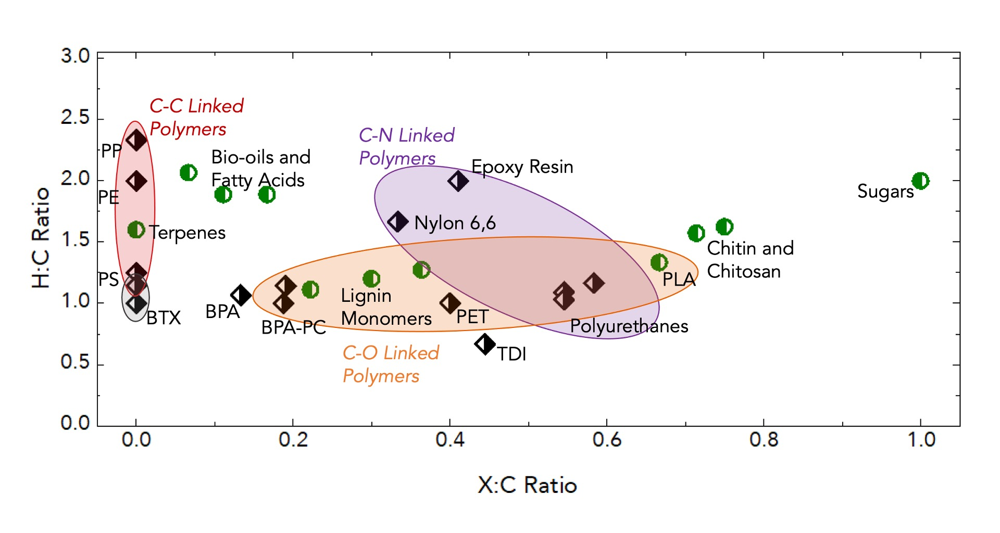 3.0
2.5
2.0
1.5
1.0
0.5
0.0
H:C Ratio
C-C Linked
Polymers
PP
PE
Terpenes
PS
BTX
Bio-oils and
Fatty Acids
C-N Linked
Polymers
Epoxy Resin
Nylon 6,6
Sugars
Chitin and
Chitosan
PLA
BPA
BPA-PC
Lignin
Monomers
PET
Polyurethanes
TDI
C-O Linked
Polymers
0.0
0.2
0.4
0.6
0.8
1.0
X:C Ratio